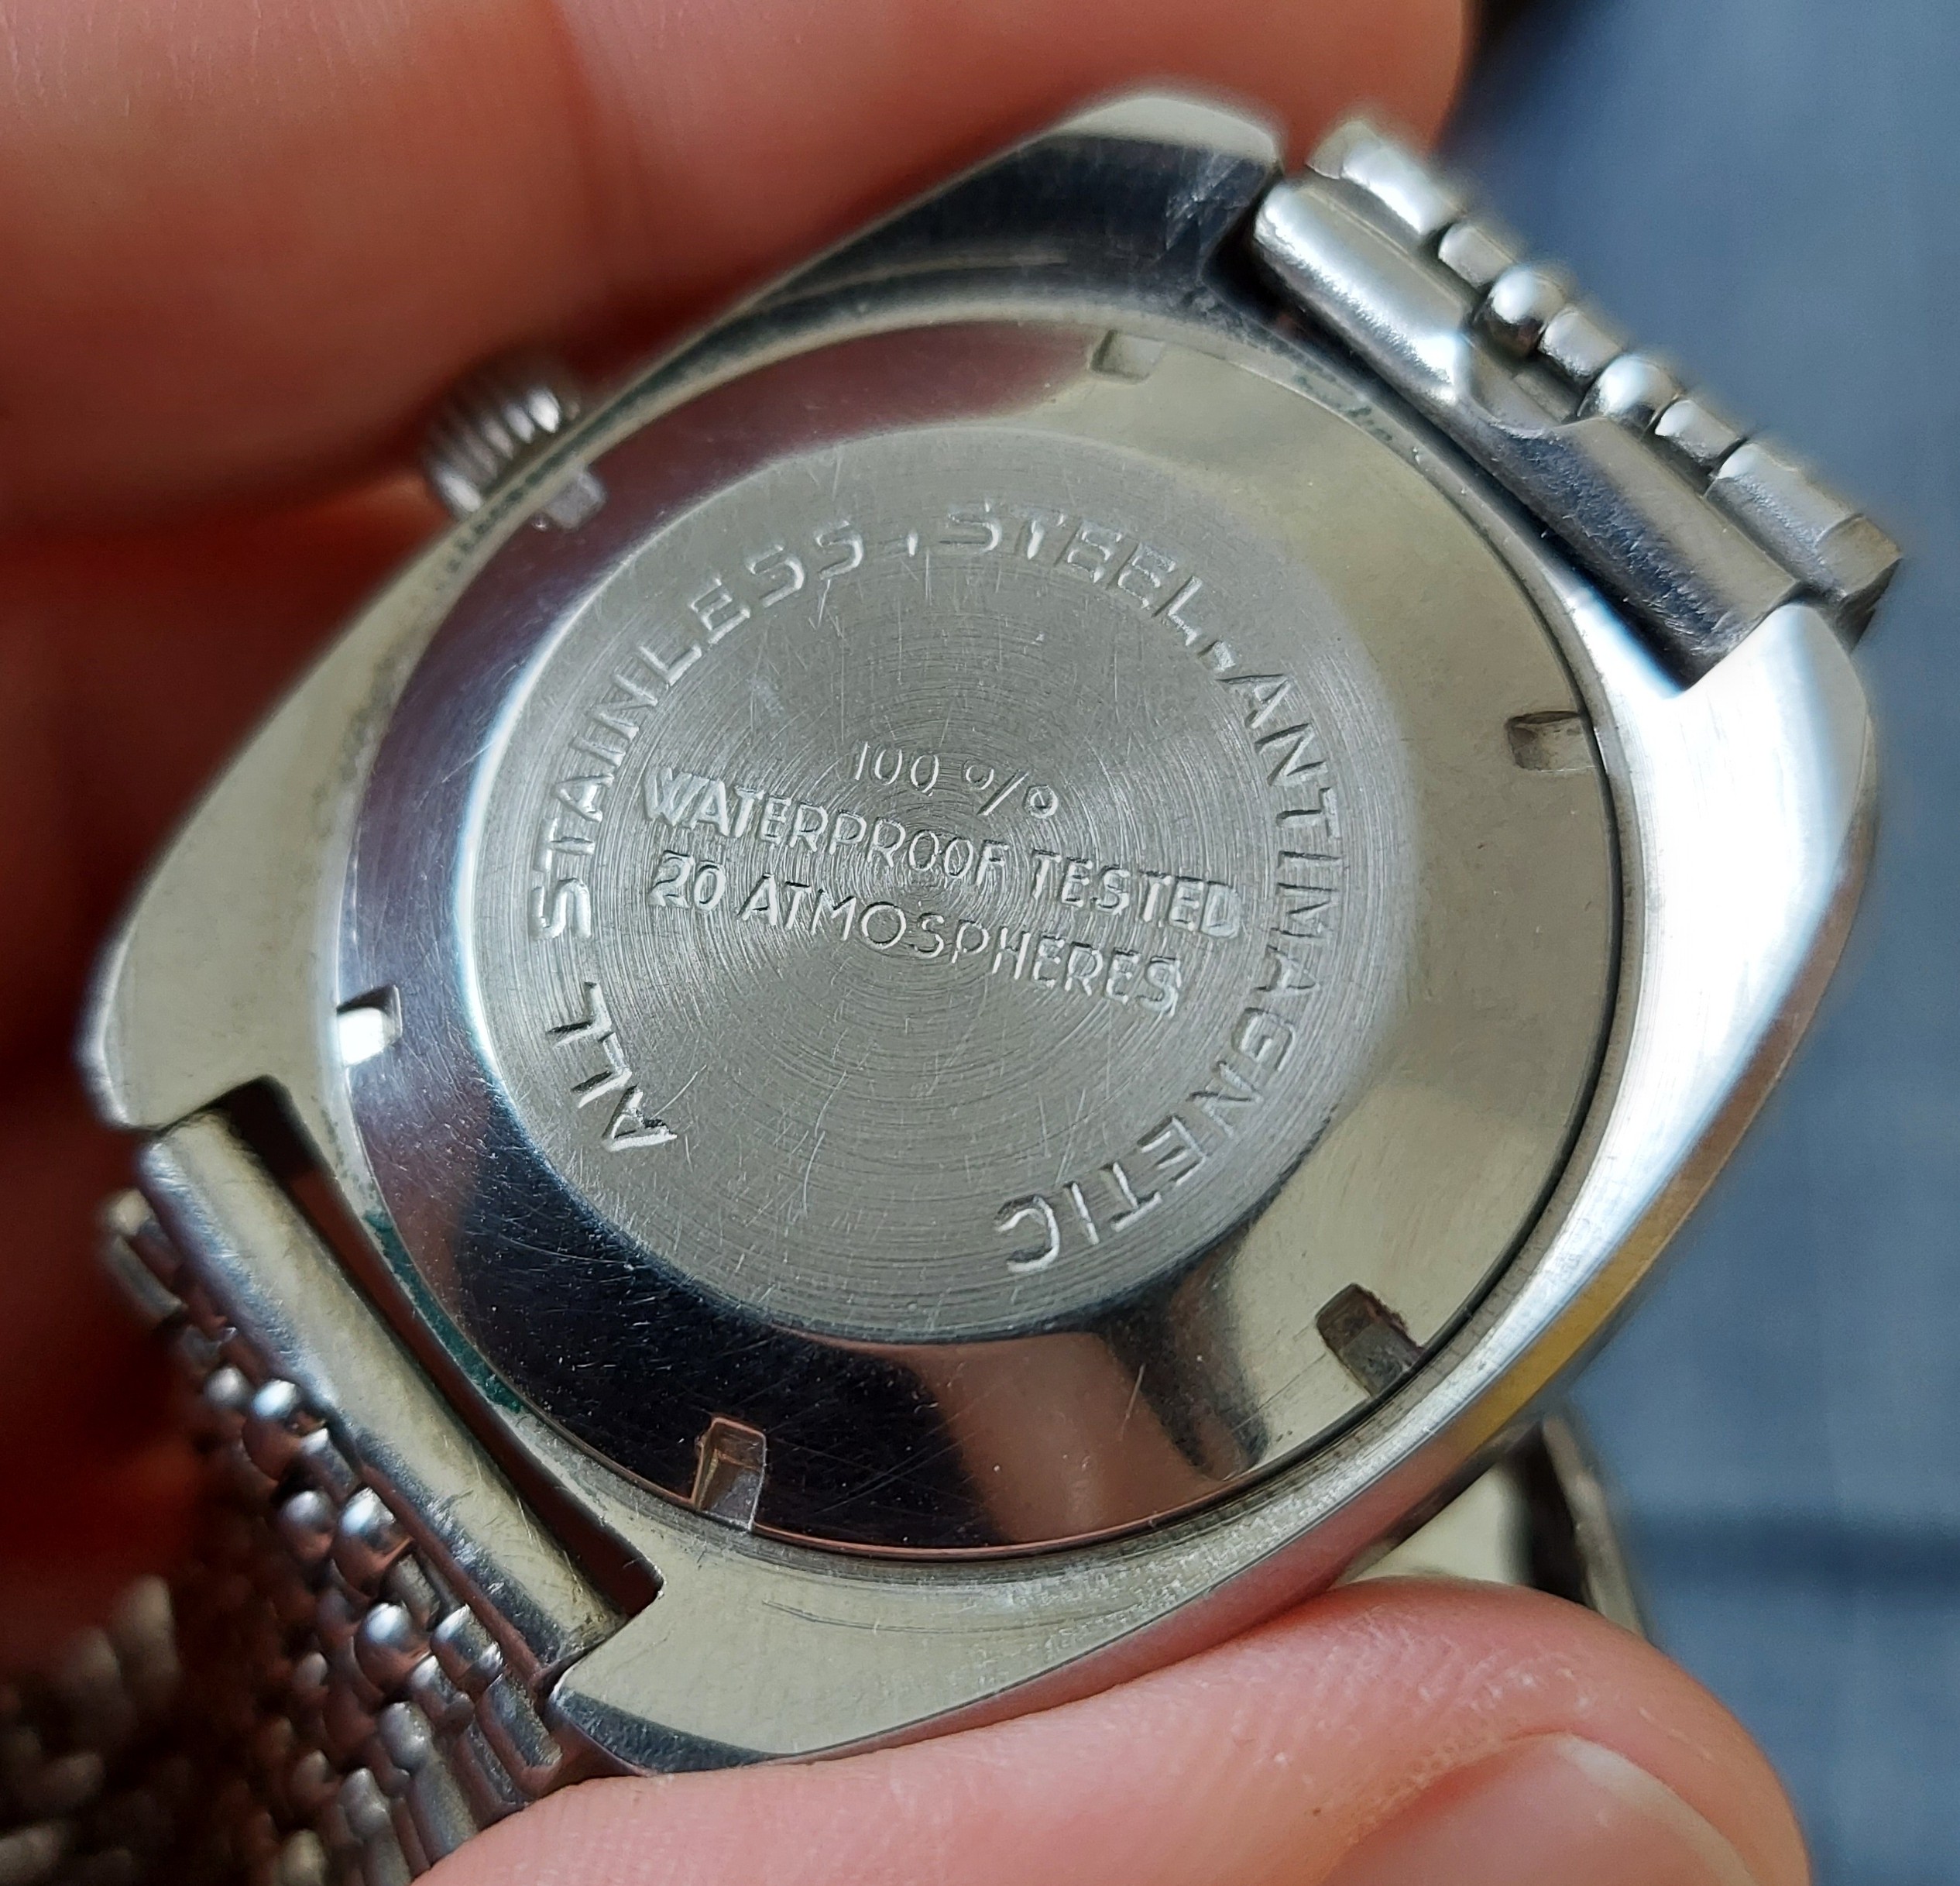 ALL STAINLESS.STEEL.ANTIMAGNETIC
100 %
WATERPROOF TESTED
20 ATMOSPHERES